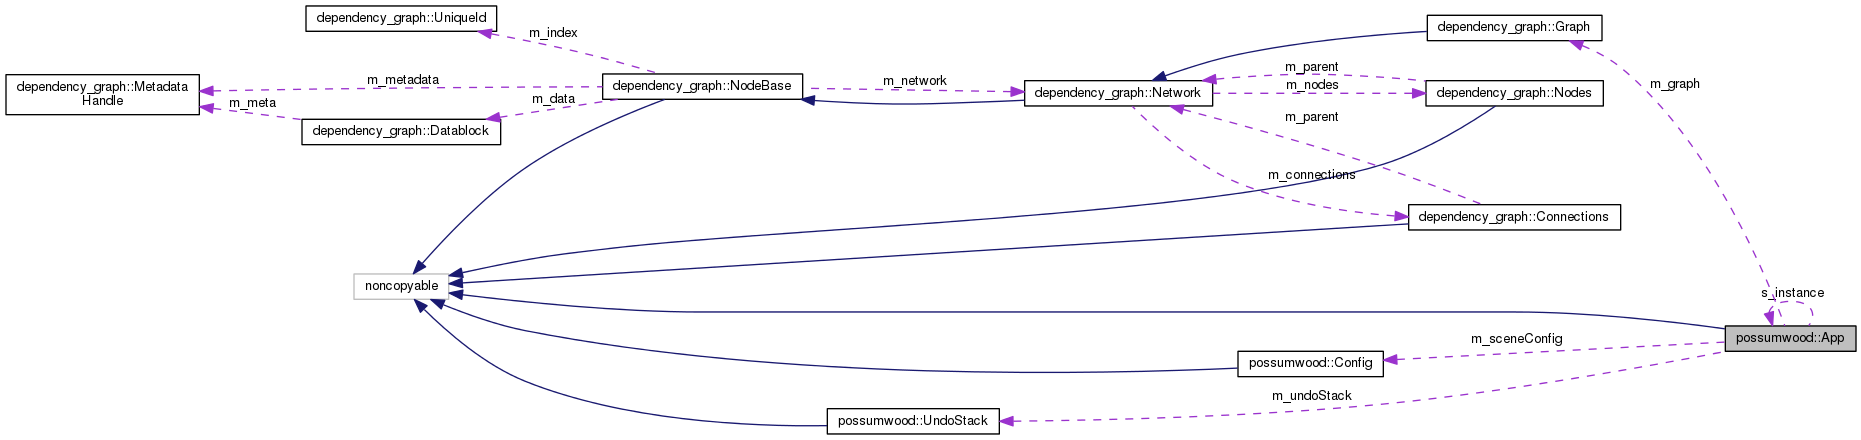 dependency_graph::UniqueId
m_index
dependency_graph::Graph
dependency_graph::Metadata
Handle
m_metadata
m_meta
dependency_graph::NodeBase
m_data
dependency_graph::Datablock
m_network
dependency_graph::Network
m_parent
m_nodes
dependency_graph::Nodes
m_graph
m_parent
m_connections
dependency_graph::Connections
noncopyable
s_instance
possumwood::App
m_sceneConfig
possumwood::Config
m_undoStack
possumwood::UndoStack